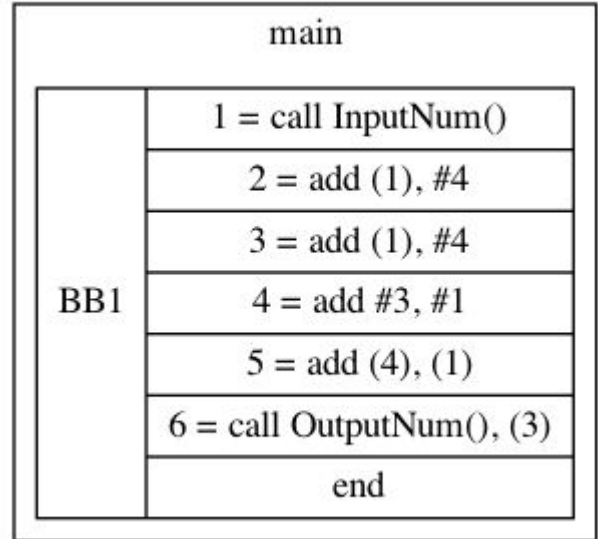 main
BB1
1 = call InputNum()
2 = add (1), #4
3 = add (1), #4
4 = add #3, #1
5 = add (4), (1)
6 = call OutputNum(), (3)
end